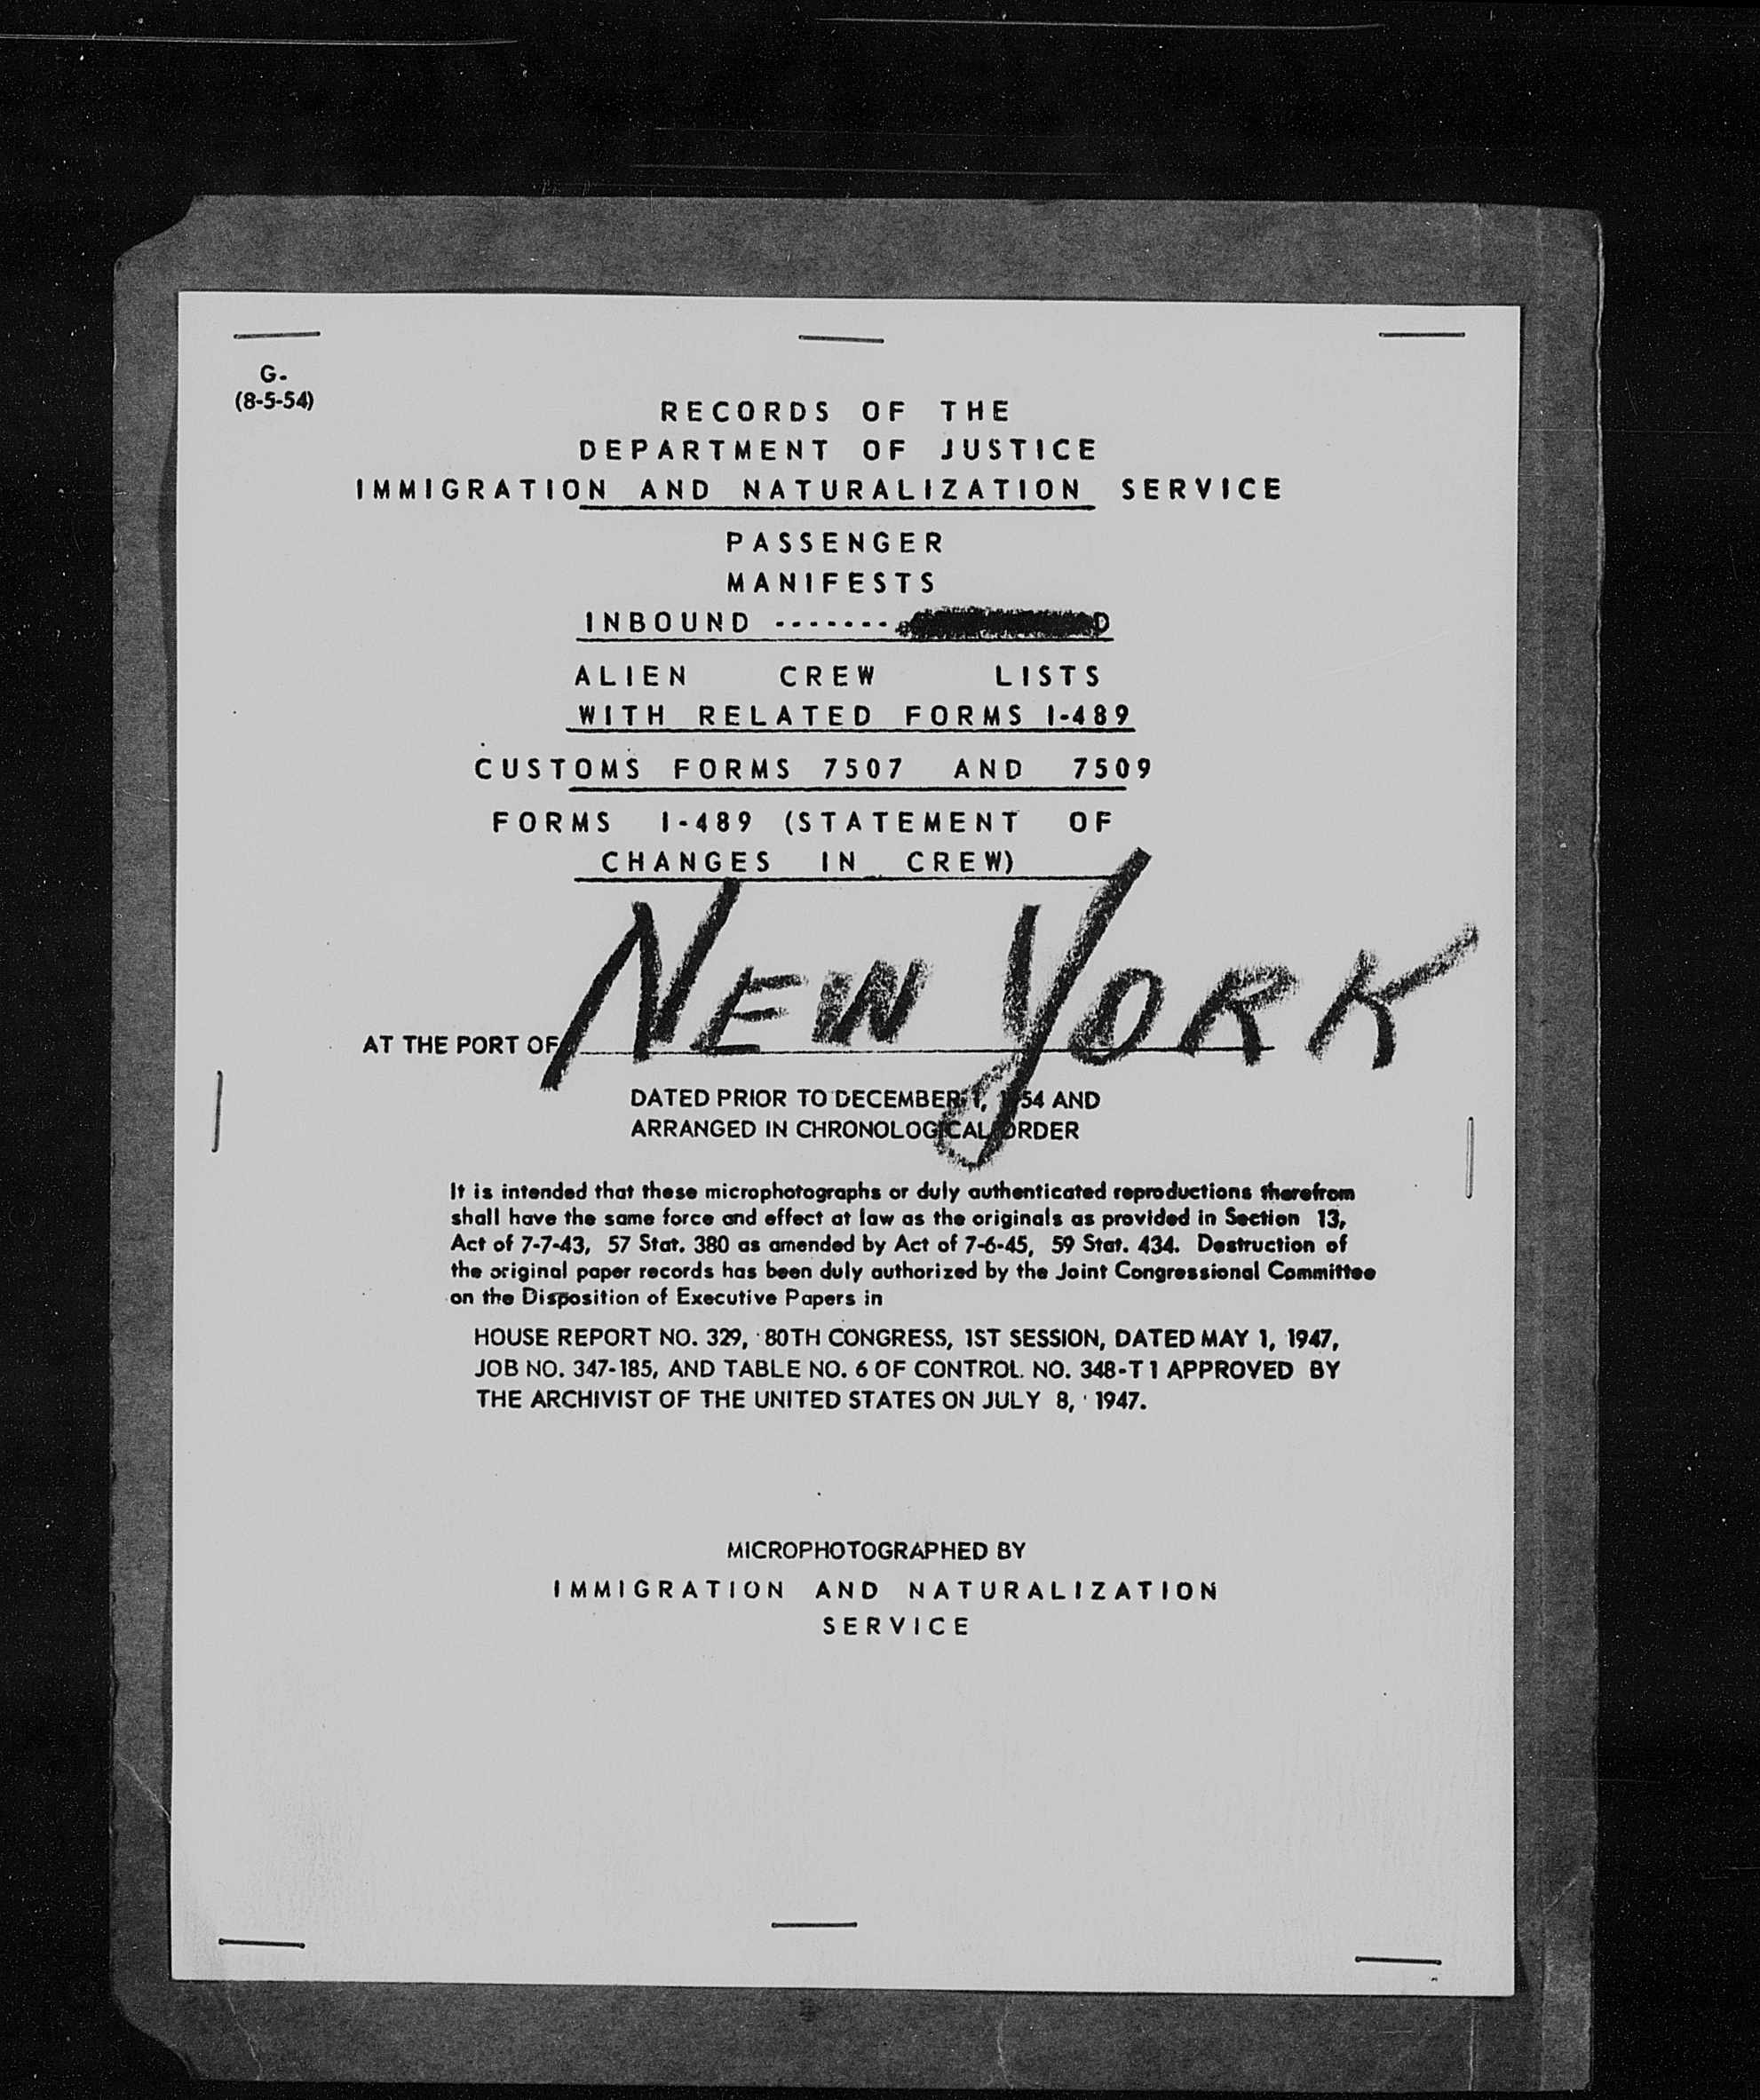 G.
(8-5-54)
RECORDS OF THE
DEPARTMENT OF JUSTICE
IMMIGRATION AND NATURALIZATION SERVICE
PASSENGER
MANIFESTS
INBOUND -------
ALIEN CREW LISTS
WITH RELATED FORMS I-489
CUSTOMS FORMS 7507 AND 7509
FORMS I-489 (STATEMENT OF
CHANGES IN CREW)
AT THE PORT OF NEW YORK
DATED PRIOR TO DECEMBER 1, 1954 AND
ARRANGED IN CHRONOLOGICAL ORDER
It is intended that these microphotographs or duly authenticated reproductions therefrom
shall have the same force and effect at law as the originals as provided in Section 13,
Act of 7-7-43, 57 Stat. 380 as amended by Act of 7-6-45, 59 Stat. 434. Destruction of
the original paper records has been duly authorized by the Joint Congressional Committee
on the Disposition of Executive Papers in
HOUSE REPORT NO. 329, 80TH CONGRESS, 1ST SESSION, DATED MAY 1, 1947,
JOB NO. 347-185, AND TABLE NO. 6 OF CONTROL NO. 348-T1 APPROVED BY
THE ARCHIVIST OF THE UNITED STATES ON JULY 8, 1947.
MICROPHOTOGRAPHED BY
IMMIGRATION AND NATURALIZATION
SERVICE